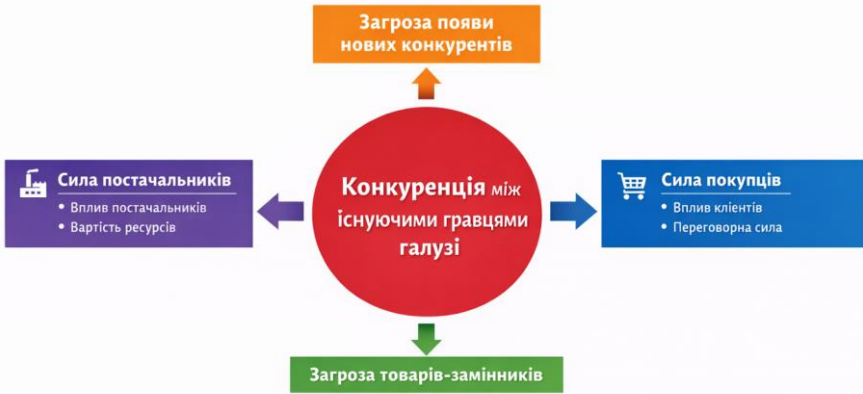 Загроза появи
нових конкурентів
Сила постачальників
• Вплив постачальників
• Вартість ресурсів
Конкуренція між
існуючими гравцями
галузі
Сила покупців
• Вплив клієнтів
• Переговорна сила
Загроза товарів-замінників